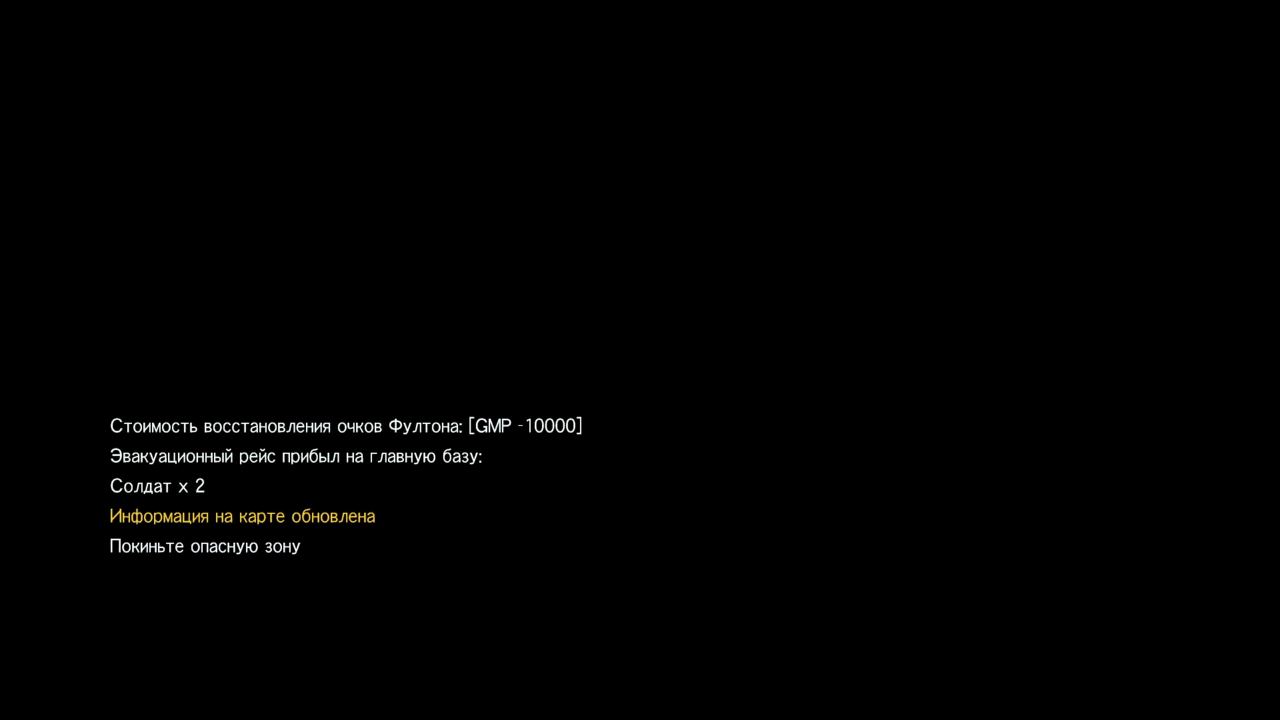 Стоимость восстановления очков Фултона: [GMP -10000]
Эвакуационный рейс прибыл на главную базу:
Солдат x 2
Информация на карте обновлена
Покиньте опасную зону